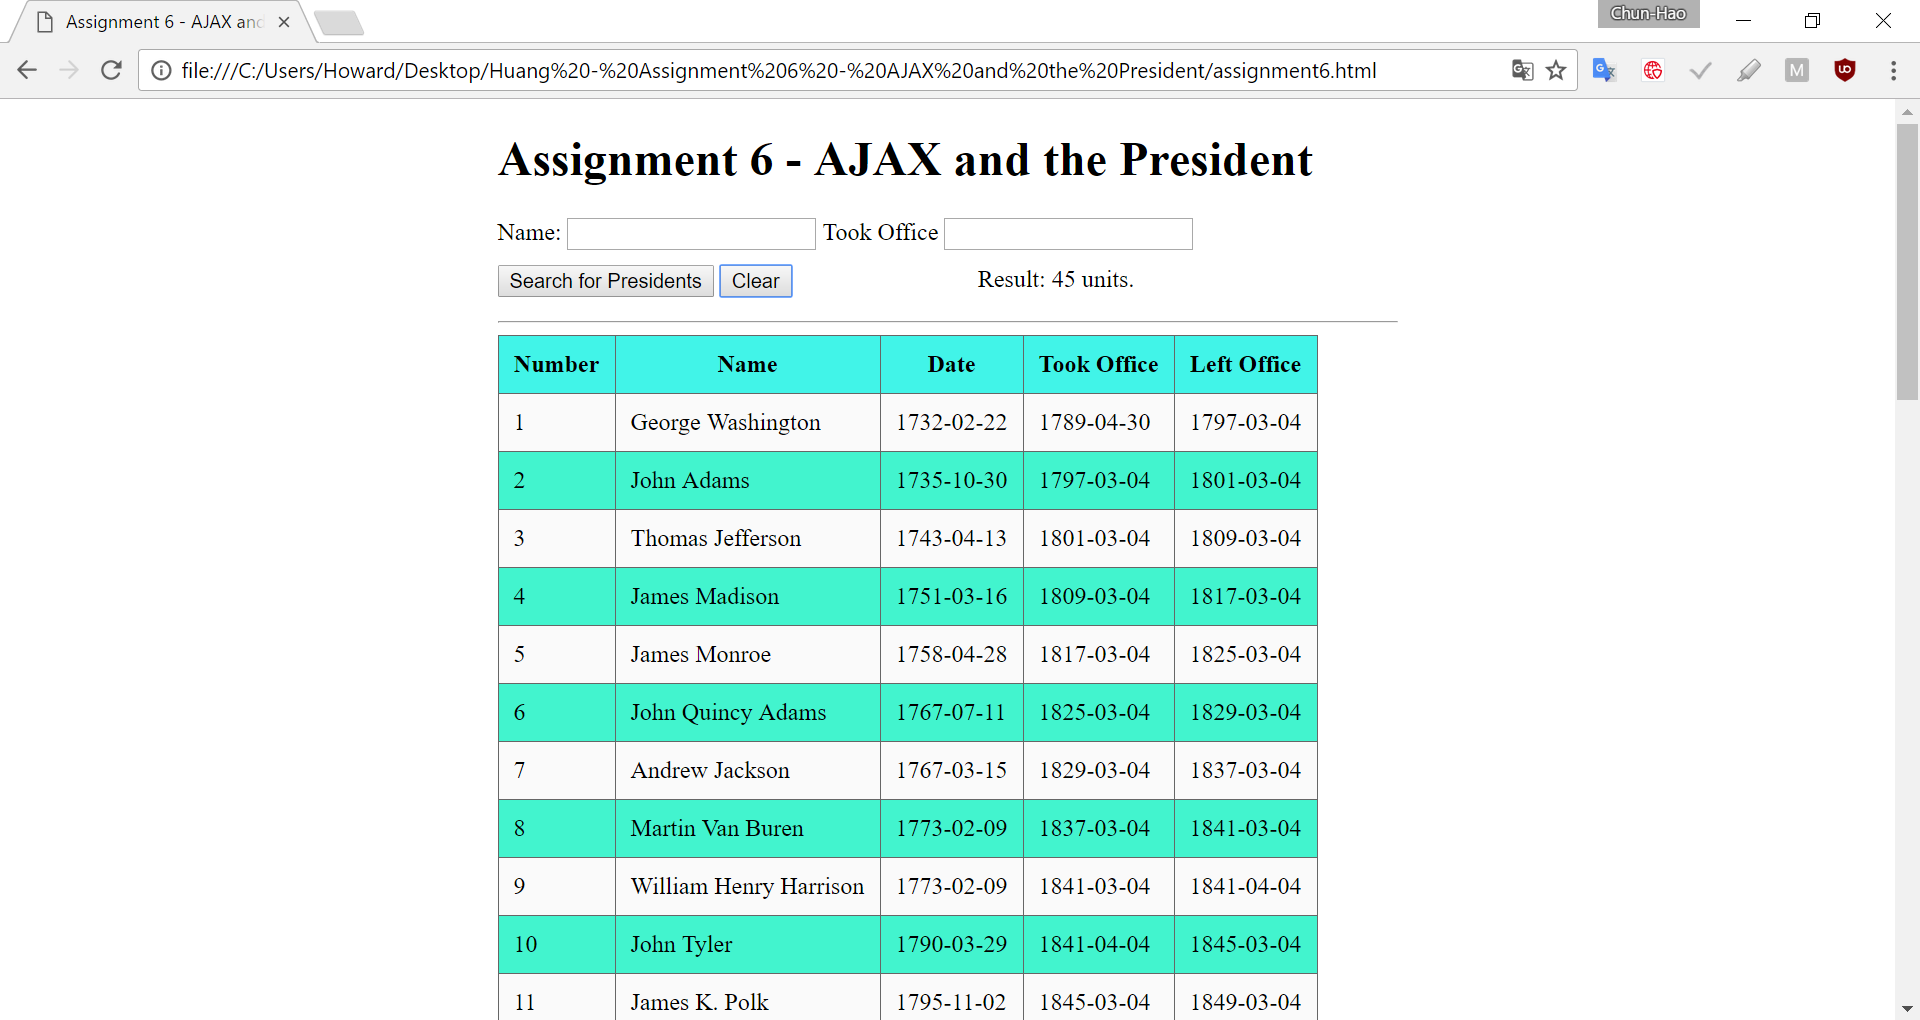 Assignment 6 - AJAX and
Chun-Hao
file:///C:/Users/Howard/Desktop/Huang%20-%20Assignment%206%20-%20AJAX%20and%20the%20President/assignment6.html
Assignment 6 - AJAX and the President
Name: Took Office
Search for Presidents Clear Result: 45 units.
Number Name Date Took Office Left Office
1 George Washington 1732-02-22 1789-04-30 1797-03-04
2 John Adams 1735-10-30 1797-03-04 1801-03-04
3 Thomas Jefferson 1743-04-13 1801-03-04 1809-03-04
4 James Madison 1751-03-16 1809-03-04 1817-03-04
5 James Monroe 1758-04-28 1817-03-04 1825-03-04
6 John Quincy Adams 1767-07-11 1825-03-04 1829-03-04
7 Andrew Jackson 1767-03-15 1829-03-04 1837-03-04
8 Martin Van Buren 1773-02-09 1837-03-04 1841-03-04
9 William Henry Harrison 1773-02-09 1841-03-04 1841-04-04
10 John Tyler 1790-03-29 1841-04-04 1845-03-04
11 James K. Polk 1795-11-02 1845-03-04 1849-03-04